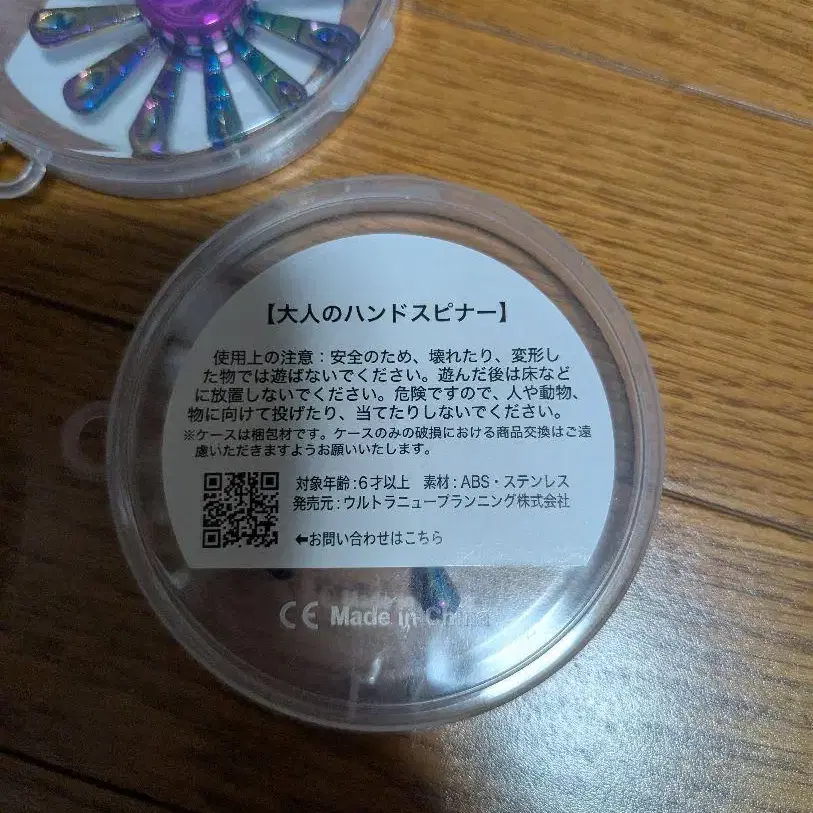 【大人のハンドスピナー】
使用上の注意：安全のため、壊れたり、変形し
た物では遊ばないでください。遊んだ後は床など
に放置しないでください。危険ですので、人や動物、
物に向けて投げたり、当てたりしないでください。
※ケースは梱包材です。ケースのみの破損における商品交換はご遠
慮いただきますようお願いいたします。
対象年齢：6才以上　素材：ABS・ステンレス
発売元：ウルトラニュープランニング株式会社
←お問い合わせはこちら
CE Made in China